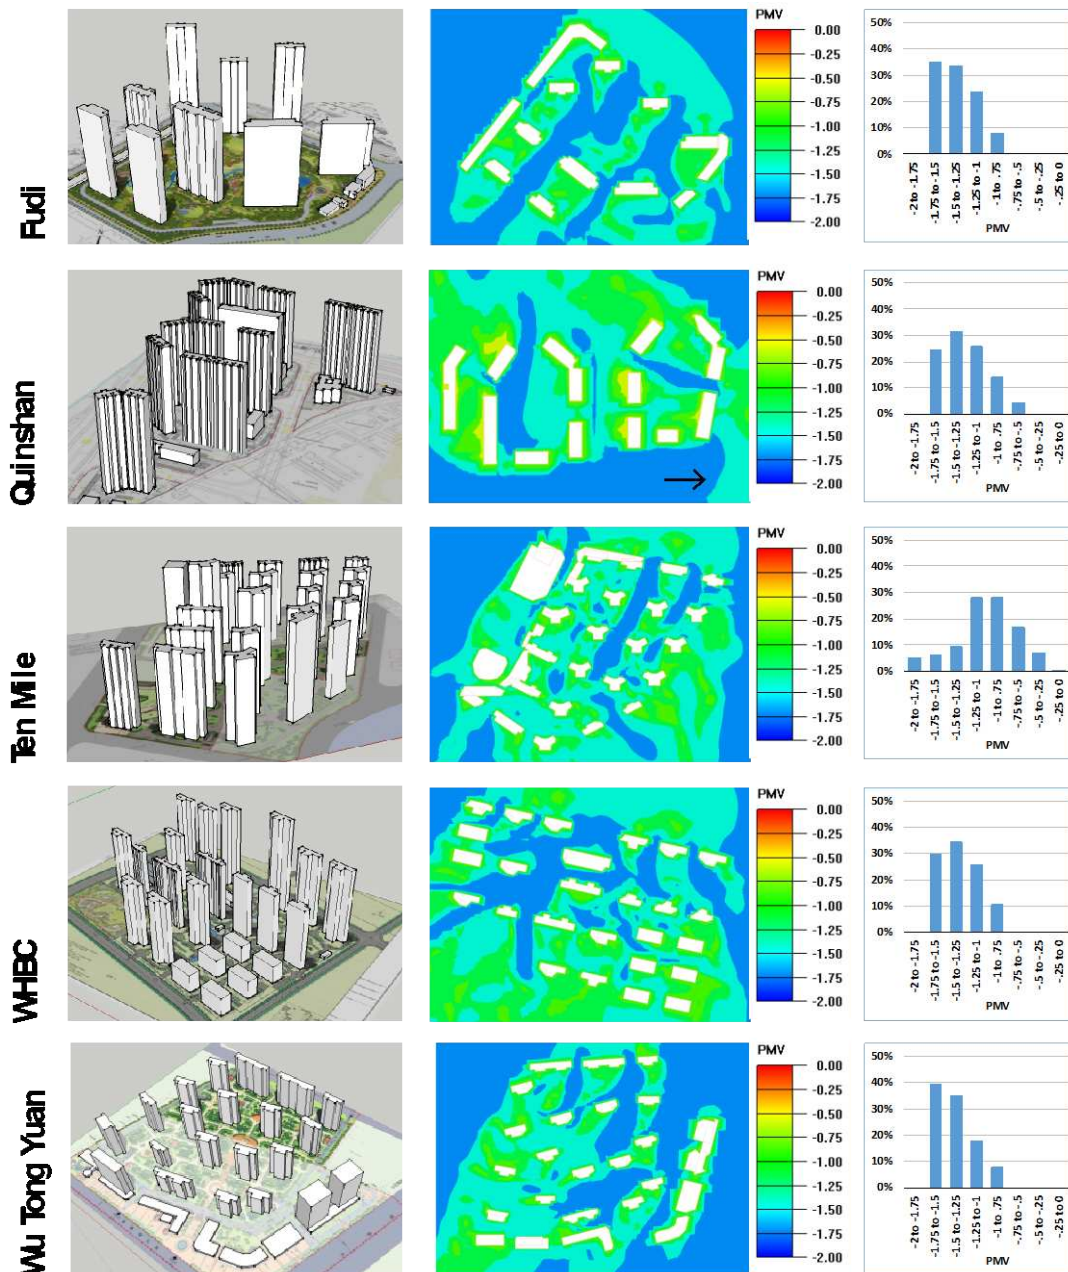 Fudi
PMV
0.00
-0.25
-0.50
-0.75
-1.00
-1.25
-1.50
-1.75
-2.00
50%
40%
30%
20%
10%
0%
-2 to -1.75
-1.75 to -1.5
-1.5 to -1.25
-1.25 to -1
-1 to .75
-.75 to -.5
-.5 to -.25
-.25 to 0
PMV
Quinshan
PMV
0.00
-0.25
-0.50
-0.75
-1.00
-1.25
-1.50
-1.75
-2.00
50%
40%
30%
20%
10%
0%
-2 to -1.75
-1.75 to -1.5
-1.5 to -1.25
-1.25 to -1
-1 to .75
-.75 to -.5
-.5 to -.25
-.25 to 0
PMV
Ten Mile
PMV
0.00
-0.25
-0.50
-0.75
-1.00
-1.25
-1.50
-1.75
-2.00
50%
40%
30%
20%
10%
0%
-2 to -1.75
-1.75 to -1.5
-1.5 to -1.25
-1.25 to -1
-1 to .75
-.75 to -.5
-.5 to -.25
-.25 to 0
PMV
WHBC
PMV
0.00
-0.25
-0.50
-0.75
-1.00
-1.25
-1.50
-1.75
-2.00
50%
40%
30%
20%
10%
0%
-2 to -1.75
-1.75 to -1.5
-1.5 to -1.25
-1.25 to -1
-1 to .75
-.75 to -.5
-.5 to -.25
-.25 to 0
PMV
Wu Tong Yuan
PMV
0.00
-0.25
-0.50
-0.75
-1.00
-1.25
-1.50
-1.75
-2.00
50%
40%
30%
20%
10%
0%
-2 to -1.75
-1.75 to -1.5
-1.5 to -1.25
-1.25 to -1
-1 to .75
-.75 to -.5
-.5 to -.25
-.25 to 0
PMV